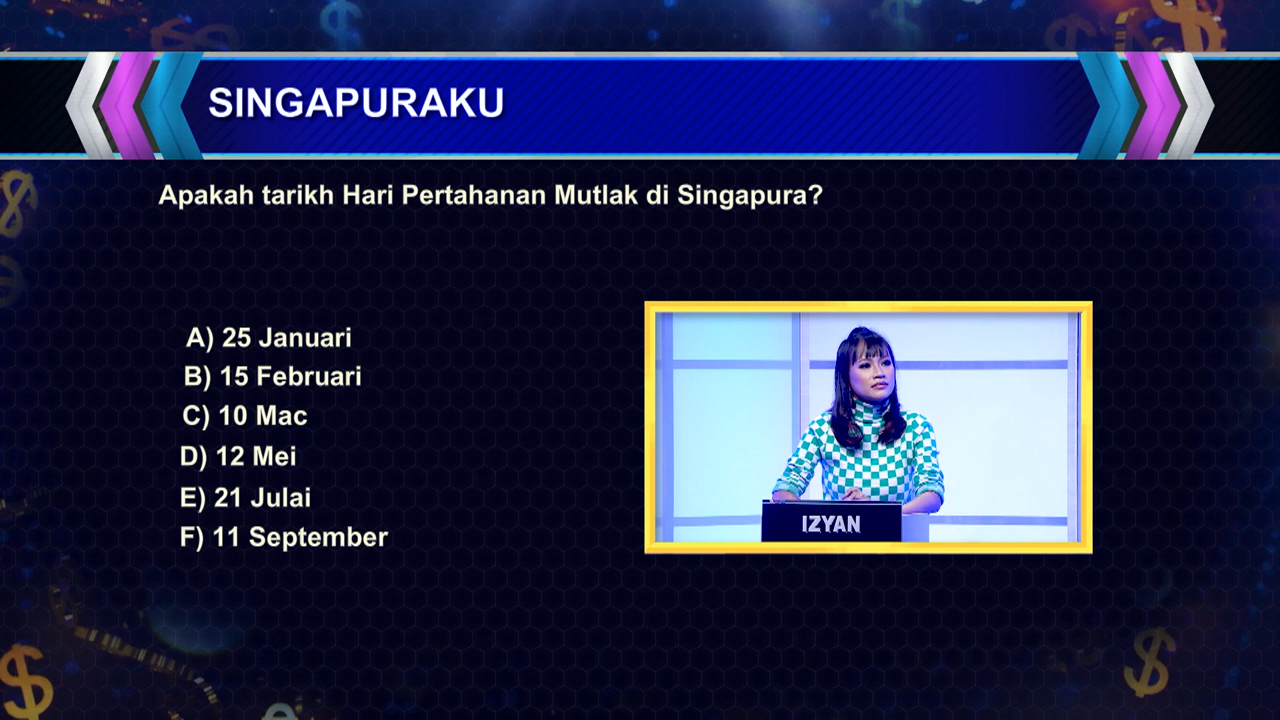 SINGAPURAKU
Apakah tarikh Hari Pertahanan Mutlak di Singapura?
A) 25 Januari
B) 15 Februari
C) 10 Mac
D) 12 Mei
E) 21 Julai
F) 11 September
IZYAN